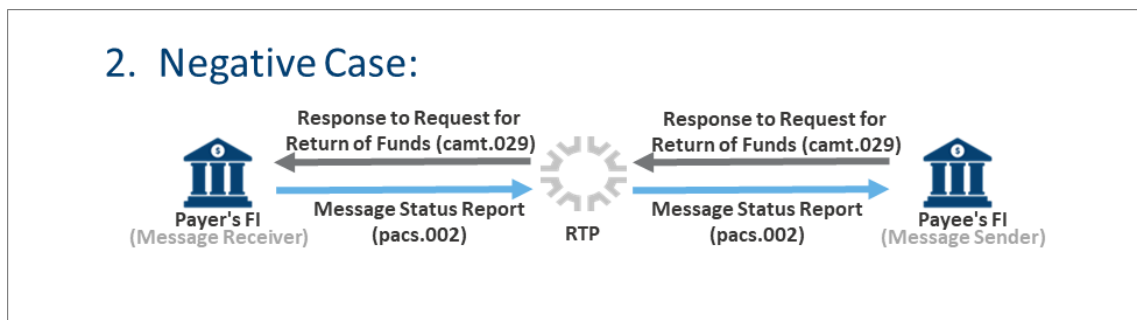 2. Negative Case:
Response to Request for
Return of Funds (camt.029)
Response to Request for
Return of Funds (camt.029)
$
Payer's FI
(Message Receiver)
Message Status Report
(pacs.002)
RTP
Message Status Report
(pacs.002)
$
Payee's FI
(Message Sender)